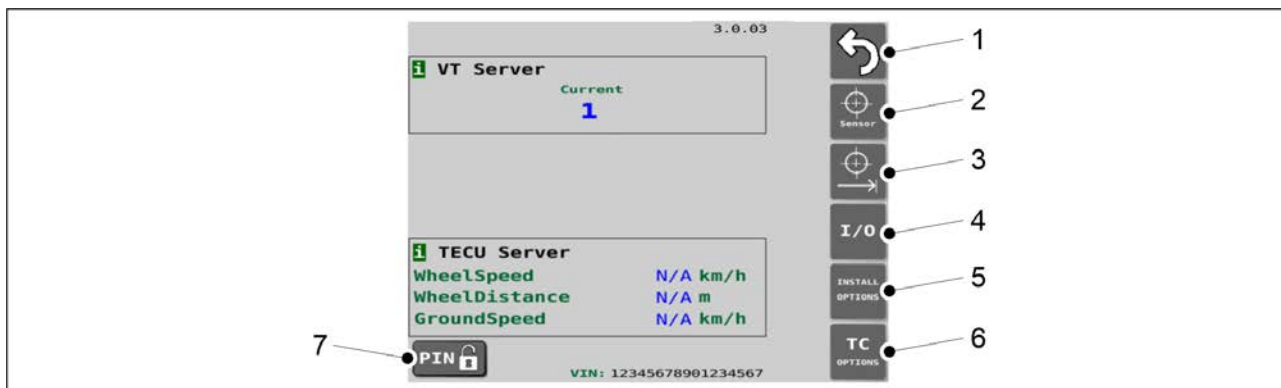 3.0.03
VT Server
Current
1
TECU Server
WheelSpeed N/A km/h
WheelDistance N/A m
GroundSpeed N/A km/h
PIN
VIN: 12345678901234567
Sensor
I/O
INSTALL
OPTIONS
TC
OPTIONS
1
2
3
4
5
6
7